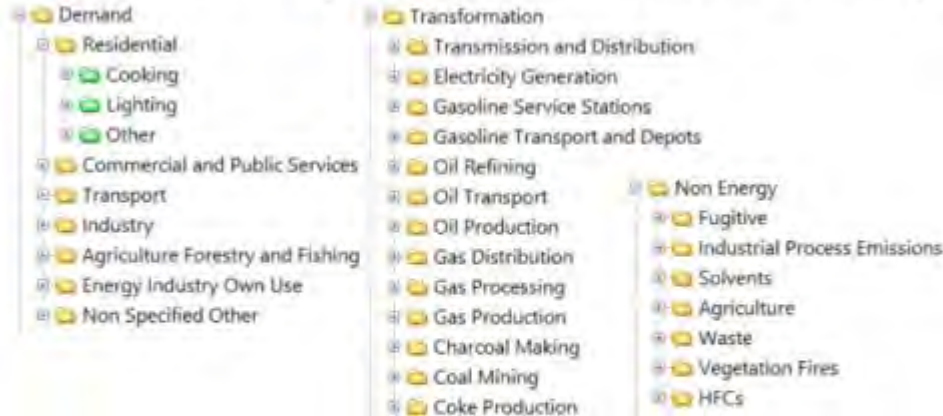 Demand
Residential
Cooking
Lighting
Other
Commercial and Public Services
Transport
Industry
Agriculture Forestry and Fishing
Energy Industry Own Use
Non Specified Other
Transformation
Transmission and Distribution
Electricity Generation
Gasoline Service Stations
Gasoline Transport and Depots
Oil Refining
Oil Transport
Oil Production
Gas Distribution
Gas Processing
Gas Production
Charcoal Making
Coal Mining
Coke Production
Non Energy
Fugitive
Industrial Process Emissions
Solvents
Agriculture
Waste
Vegetation Fires
HFCs